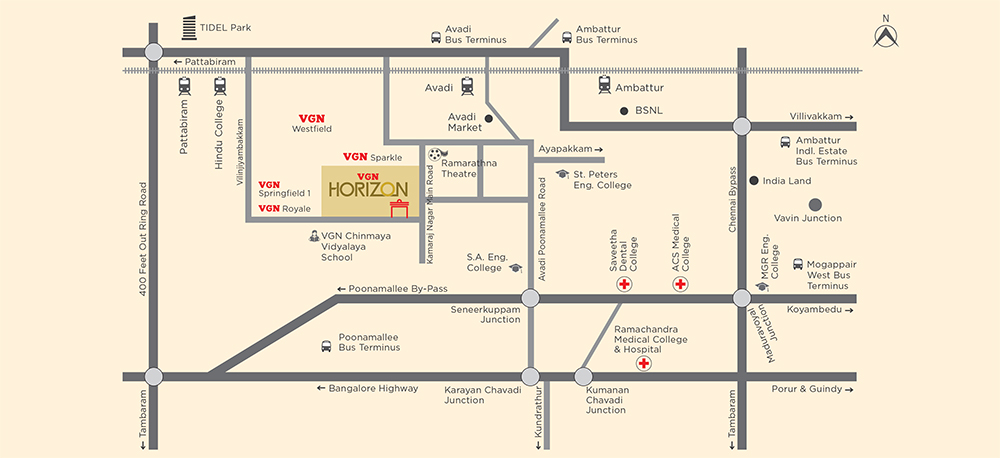 TIDEL Park
Avadi
Bus Terminus
Ambattur
Bus Terminus
N
← Pattabiram
Pattabiram
Hindu College
Avadi
Ambattur
BSNL
Villivakkam →
Avadi
Market
VGN
Westfield
Vilinjiyambakkam
Ambattur
Indl. Estate
Bus Terminus
Ayapakkam →
VGN Sparkle
Ramarathna
Theatre
St. Peters
Eng. College
VGN
HORIZON
India Land
VGN
Springfield 1
VGN Royale
Vavin Junction
400 Feet Out Ring Road
Kamaraj Nagar Main Road
Avadi Poonamallee Road
Chennai Bypass
VGN Chinmaya
Vidyalaya
School
S.A. Eng.
College
Saveetha
Dental
College
ACS Medical
College
MGR Eng.
College
Mogappair
West Bus
Terminus
← Poonamallee By-Pass
Seneerkuppam
Junction
Koyambedu →
Maduravoyal
Junction
Poonamallee
Bus Terminus
Ramachandra
Medical College
& Hospital
← Bangalore Highway
Karayan Chavadi
Junction
Kumanan
Chavadi
Junction
Porur & Guindy →
← Tambaram
← Kundrathur
← Tambaram